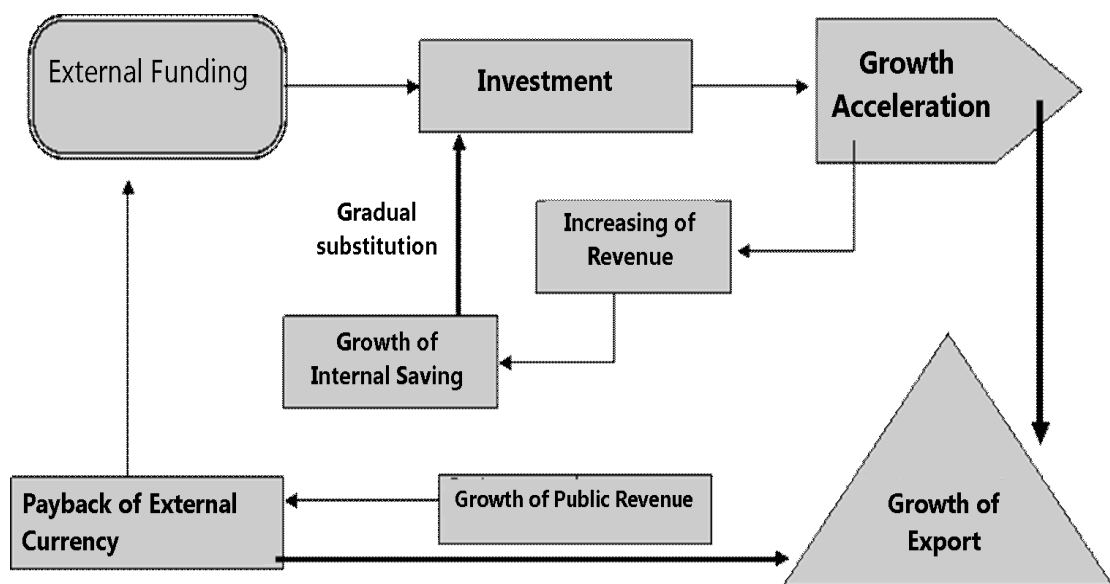 External Funding
Investment
Growth
Acceleration
Gradual
substitution
Increasing of
Revenue
Growth of
Internal Saving
Payback of External
Currency
Growth of Public Revenue
Growth of
Export